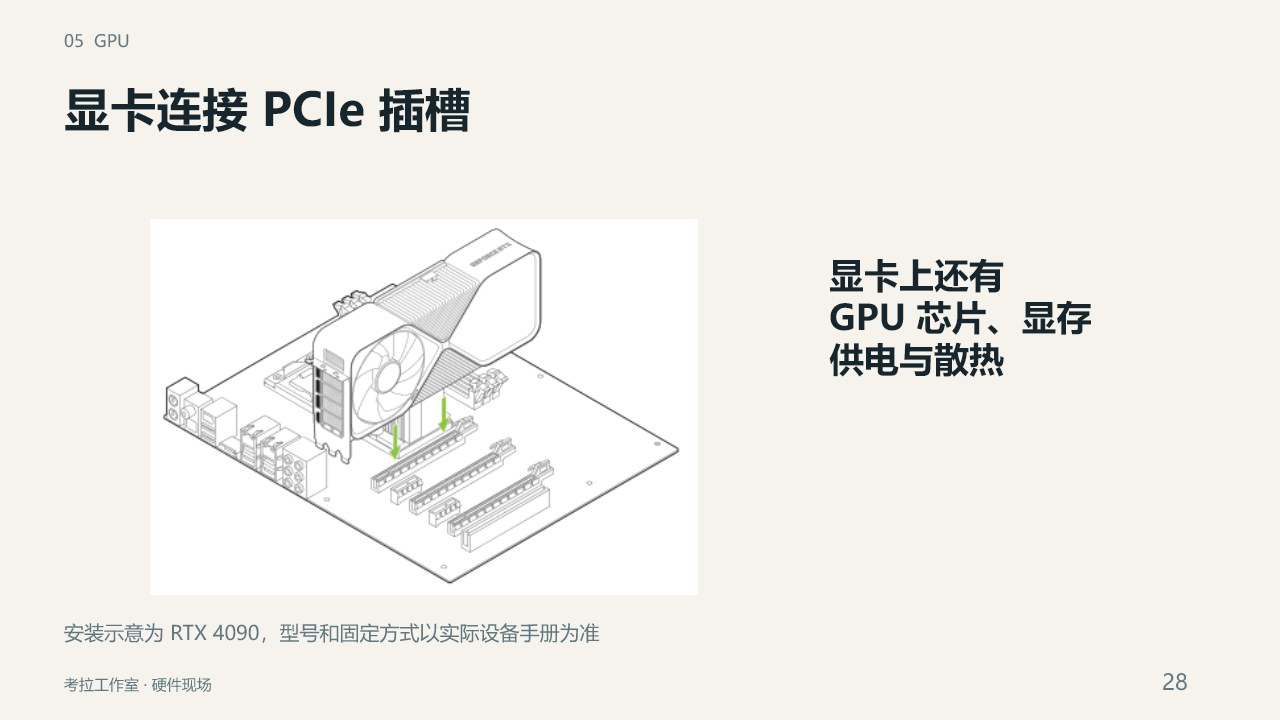 05 GPU
显卡连接 PCIe 插槽
GEFORCE RTX
显卡上还有
GPU 芯片、显存
供电与散热
安装示意为 RTX 4090，型号和固定方式以实际设备手册为准
考拉工作室 · 硬件现场
28